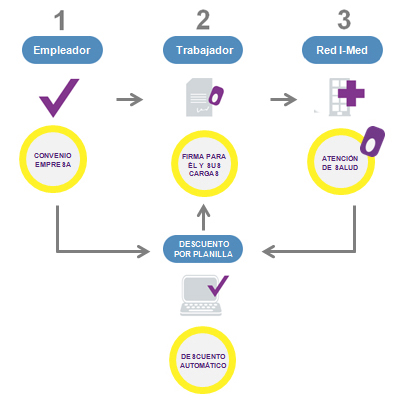 1
2
3
Empleador
Trabajador
Red I-Med
CONVENIO
EMPRESA
FIRMA PARA
ÉL Y SUS
CARGAS
ATENCIÓN
DE SALUD
DESCUENTO
POR PLANILLA
DESCUENTO
AUTOMÁTICO